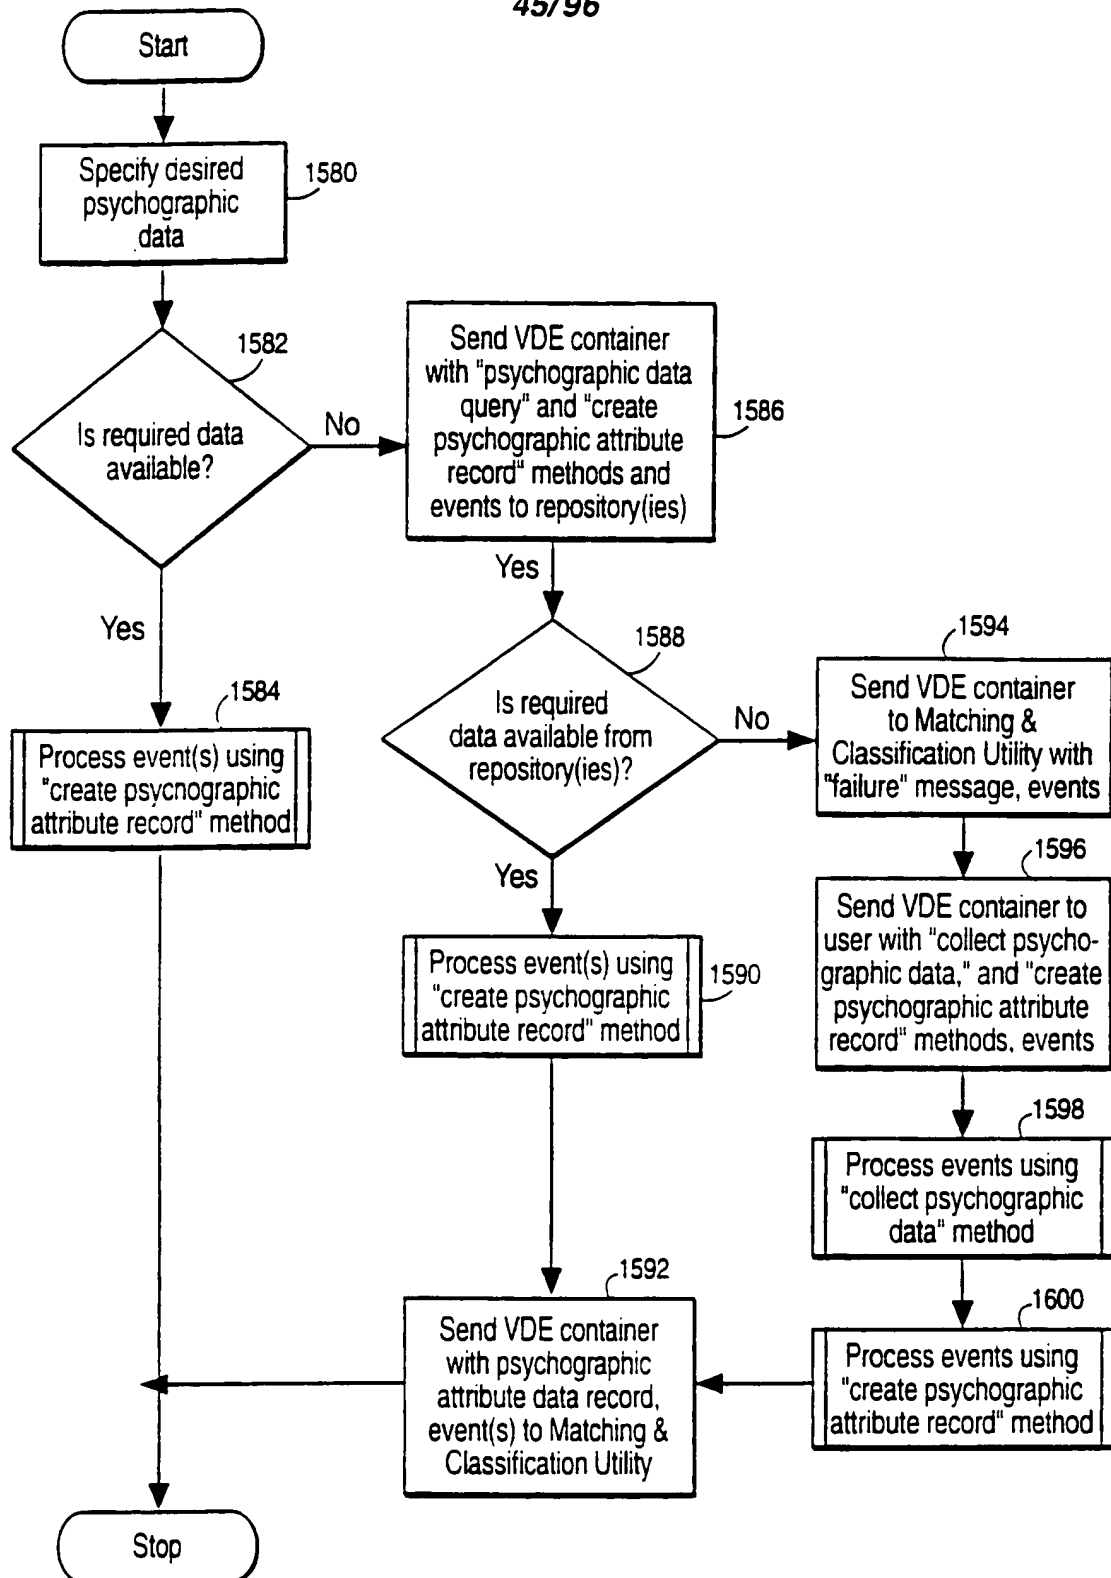 45/96
Start
Specify desired
psychographic
data
1580
1582
Is required data
available?
No
Yes
Send VDE container
with "psychographic data
query" and "create
psychographic attribute
record" methods and
events to repository(ies)
1586
Yes
1584
Process event(s) using
"create psycnographic
attribute record" method
1588
Is required
data available from
repository(ies)?
No
Yes
1594
Send VDE container
to Matching &
Classification Utility with
"failure" message, events
1596
Send VDE container to
user with "collect psycho-
graphic data," and "create
psychographic attribute
record" methods, events
Process event(s) using
"create psychographic
attribute record" method
1590
1598
Process events using
"collect psychographic
data" method
1592
Send VDE container
with psychographic
attribute data record,
event(s) to Matching &
Classification Utility
1600
Process events using
"create psychographic
attribute record" method
Stop